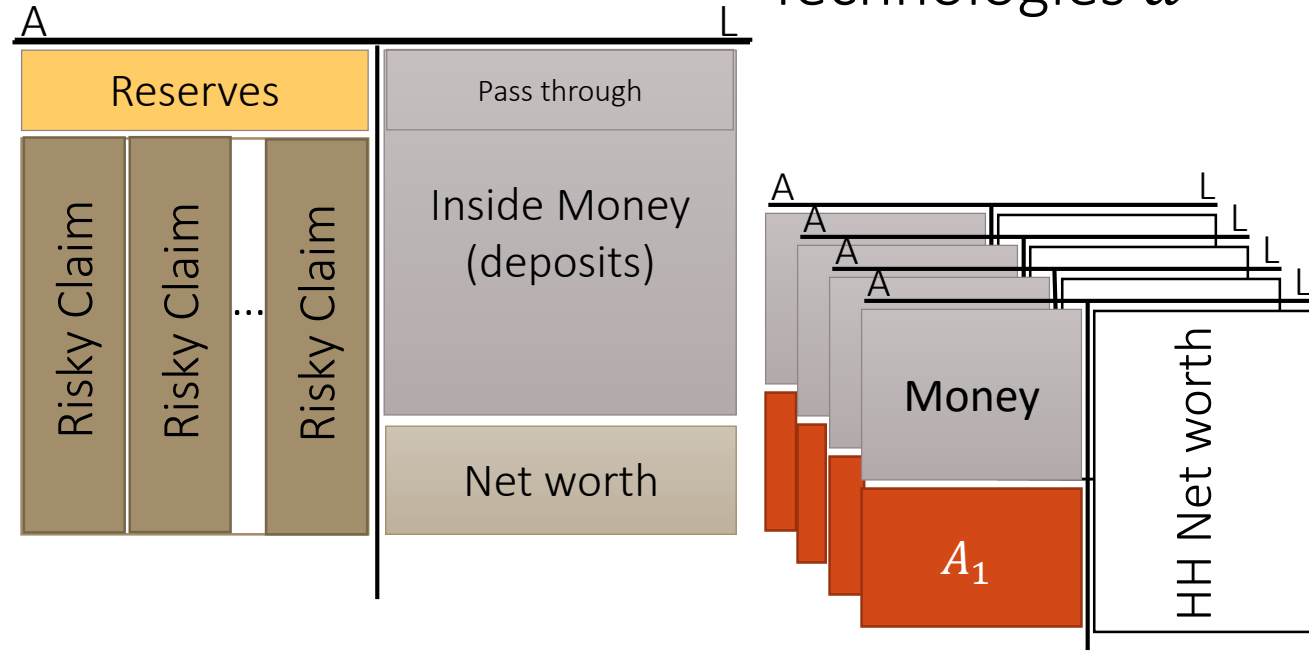 Technologies 𝑎
A L
Reserves
Pass through
Inside Money
(deposits)
Risky Claim
Risky Claim
...
Risky Claim
Net worth
A L
A L
A L
A L
Money
A₁
HH Net worth